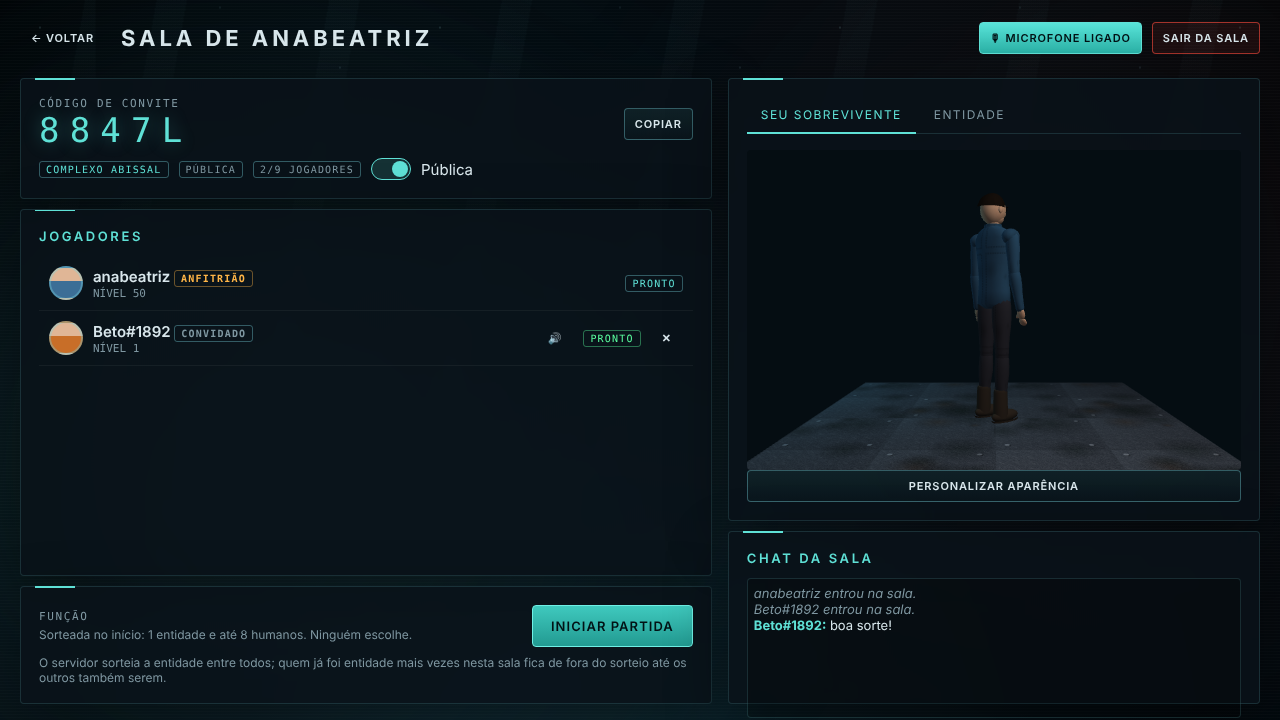 ← VOLTAR
SALA DE ANABEATRIZ
MICROFONE LIGADO
SAIR DA SALA
CÓDIGO DE CONVITE
8847L
COPIAR
COMPLEXO ABISSAL
PÚBLICA
2/9 JOGADORES
Pública
JOGADORES
anabeatriz ANFITRIÃO
NÍVEL 50
PRONTO
Beto#1892 CONVIDADO
NÍVEL 1
PRONTO
×
FUNÇÃO
Sorteada no início: 1 entidade e até 8 humanos. Ninguém escolhe.
INICIAR PARTIDA
O servidor sorteia a entidade entre todos; quem já foi entidade mais vezes nesta sala fica de fora do sorteio até os
outros também serem.
SEU SOBREVIVENTE
ENTIDADE
PERSONALIZAR APARÊNCIA
CHAT DA SALA
anabeatriz entrou na sala.
Beto#1892 entrou na sala.
Beto#1892: boa sorte!